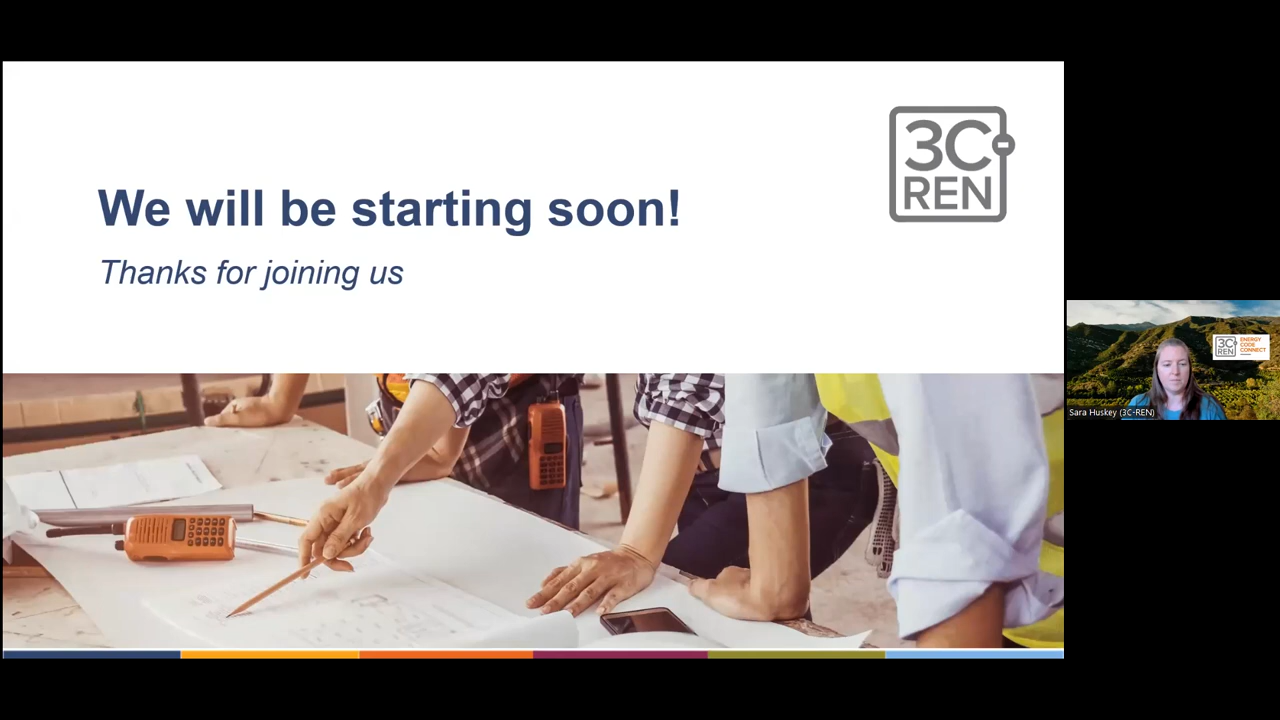 We will be starting soon!
Thanks for joining us
3C
REN
3C
REN
ENERGY
CODE
CONNECT
Sara Huskey (3C-REN)